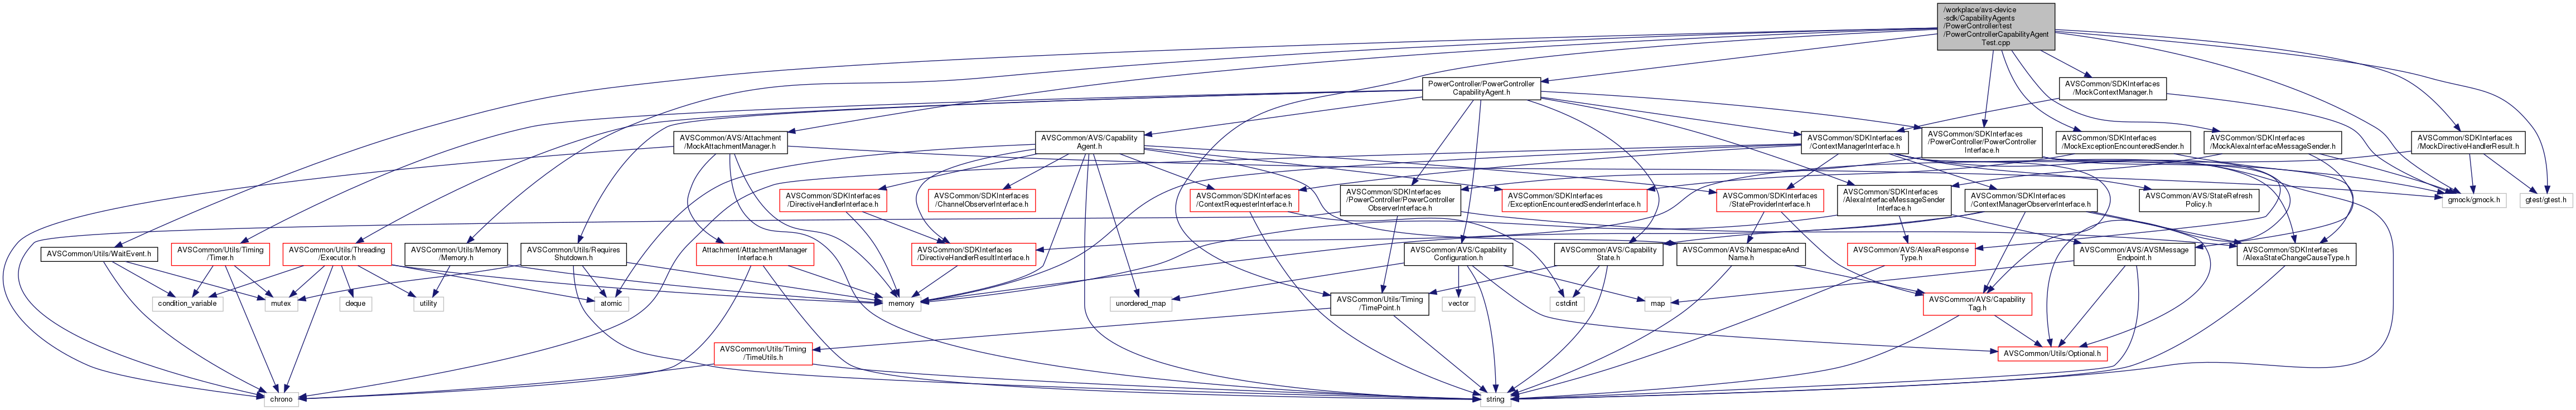 /workplace/avs-device
-sdk/CapabilityAgents
/PowerController/test
/PowerControllerCapabilityAgent
Test.cpp
PowerController/PowerController
CapabilityAgent.h
AVSCommon/SDKInterfaces
/MockContextManager.h
AVSCommon/AVS/Attachment
/MockAttachmentManager.h
AVSCommon/AVS/Capability
Agent.h
AVSCommon/SDKInterfaces
/ContextManagerInterface.h
AVSCommon/SDKInterfaces
/PowerController/PowerController
Interface.h
AVSCommon/SDKInterfaces
/MockExceptionEncounteredSender.h
AVSCommon/SDKInterfaces
/MockAlexaInterfaceMessageSender.h
AVSCommon/SDKInterfaces
/MockDirectiveHandlerResult.h
AVSCommon/SDKInterfaces
/DirectiveHandlerInterface.h
AVSCommon/SDKInterfaces
/ChannelObserverInterface.h
AVSCommon/SDKInterfaces
/ContextRequesterInterface.h
AVSCommon/SDKInterfaces
/PowerController/PowerController
ObserverInterface.h
AVSCommon/SDKInterfaces
/ExceptionEncounteredSenderInterface.h
AVSCommon/SDKInterfaces
/StateProviderInterface.h
AVSCommon/SDKInterfaces
/AlexaInterfaceMessageSender
Interface.h
AVSCommon/SDKInterfaces
/ContextManagerObserverInterface.h
AVSCommon/AVS/StateRefresh
Policy.h
gmock/gmock.h
gtest/gtest.h
AVSCommon/Utils/WaitEvent.h
AVSCommon/Utils/Timing
/Timer.h
AVSCommon/Utils/Threading
/Executor.h
AVSCommon/Utils/Memory
/Memory.h
AVSCommon/Utils/Requires
Shutdown.h
Attachment/AttachmentManager
Interface.h
AVSCommon/SDKInterfaces
/DirectiveHandlerResultInterface.h
AVSCommon/AVS/Capability
Configuration.h
AVSCommon/AVS/Capability
State.h
AVSCommon/AVS/NamespaceAnd
Name.h
AVSCommon/AVS/AlexaResponse
Type.h
AVSCommon/AVS/AVSMessage
Endpoint.h
AVSCommon/SDKInterfaces
/AlexaStateChangeCauseType.h
condition_variable
mutex
deque
utility
atomic
memory
unordered_map
vector
AVSCommon/Utils/Timing
/TimePoint.h
cstdint
map
AVSCommon/AVS/Capability
Tag.h
AVSCommon/Utils/Timing
/TimeUtils.h
AVSCommon/Utils/Optional.h
chrono
string